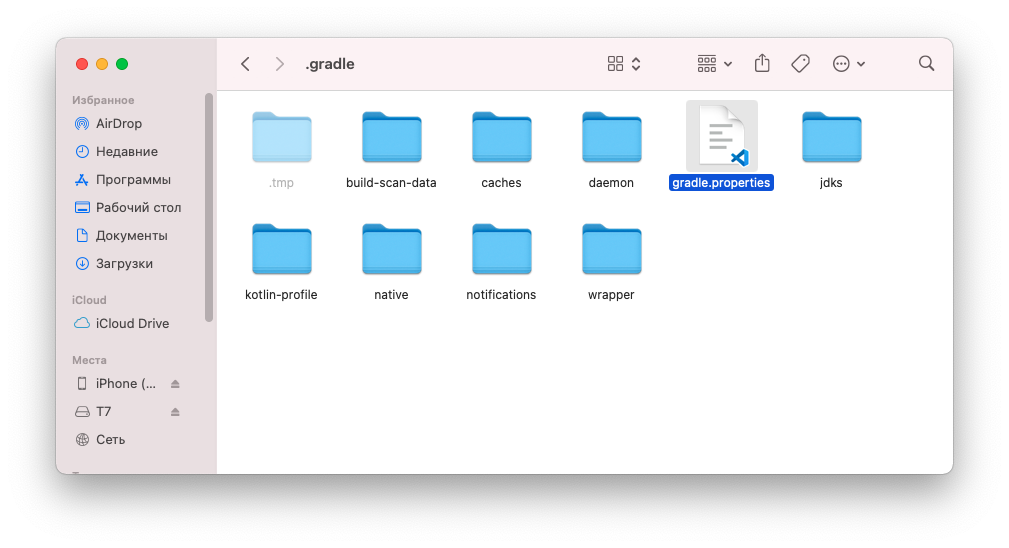 .gradle
Избранное
AirDrop
Недавние
Программы
Рабочий стол
Документы
Загрузки
iCloud
iCloud Drive
Места
iPhone (...
T7
Сеть
.tmp
build-scan-data
caches
daemon
gradle.properties
jdks
kotlin-profile
native
notifications
wrapper